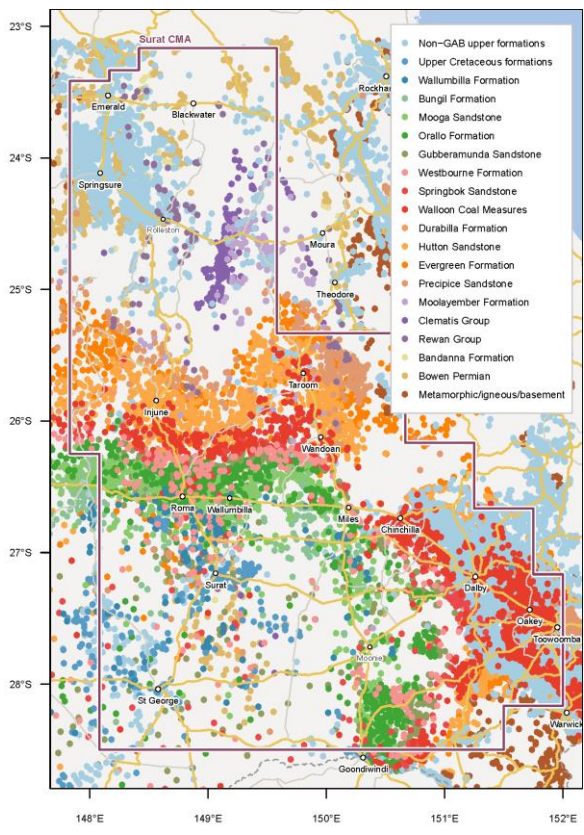 23°S
24°S
25°S
26°S
27°S
28°S
148°E
149°E
150°E
151°E
152°E
Surat CMA
Non-GAB upper formations
Upper Cretaceous formations
Wallumbilla Formation
Bungil Formation
Mooga Sandstone
Orallo Formation
Gubberamunda Sandstone
Westbourne Formation
Springbok Sandstone
Walloon Coal Measures
Durabilla Formation
Hutton Sandstone
Evergreen Formation
Precipice Sandstone
Moolayember Formation
Clematis Group
Rewan Group
Bandanna Formation
Bowen Permian
Metamorphic/igneous/basement
Rockham
Emerald
Blackwater
Springsure
Rolleston
Moura
Theodore
Taroom
Injune
Wandoan
Roma
Wallumbilla
Miles
Chinchilla
Surat
Dalby
Oakey
Toowoomba
Moonie
St George
Warwick
Goondiwindi